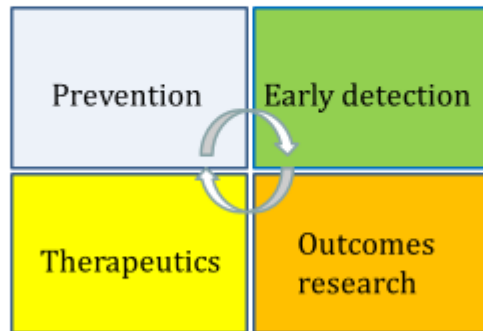 Prevention
Early detection
Therapeutics
Outcomes
research